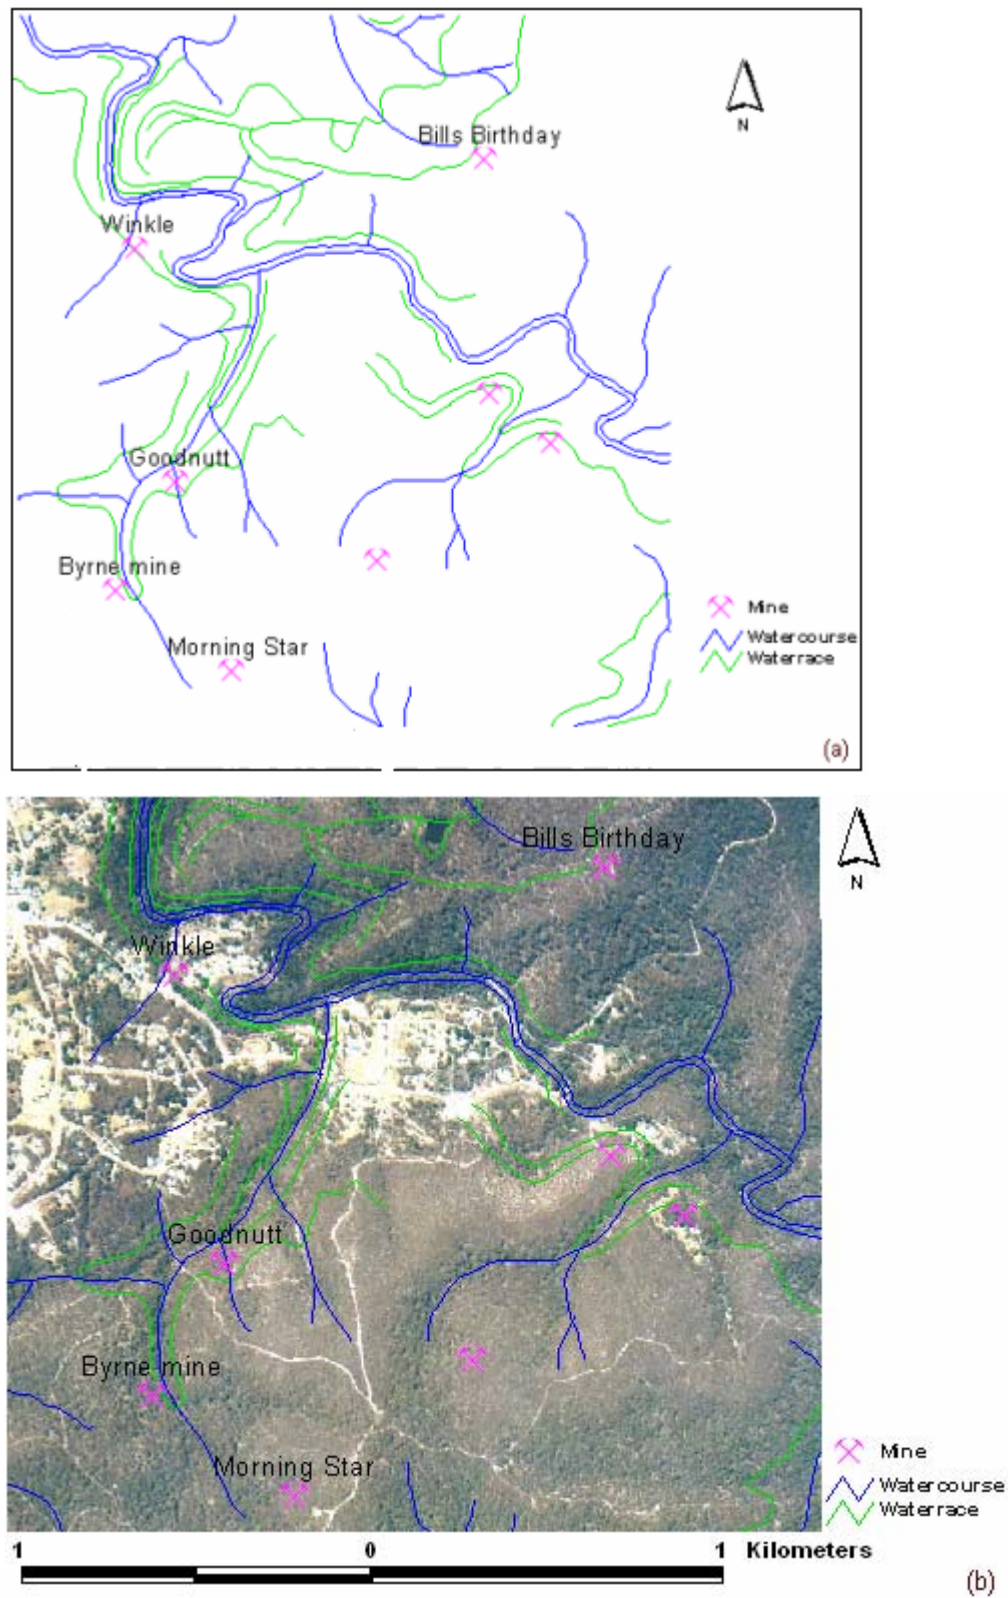 N
Bills Birthday
Winkle
Goodnutt
Byrne mine
Morning Star
Mine
Watercourse
Waterrace
(a)
Bills Birthday
N
Winkle
Goodnutt
Byrne mine
Morning Star
Mine
Watercourse
Waterrace
1 0 1 Kilometers
(b)